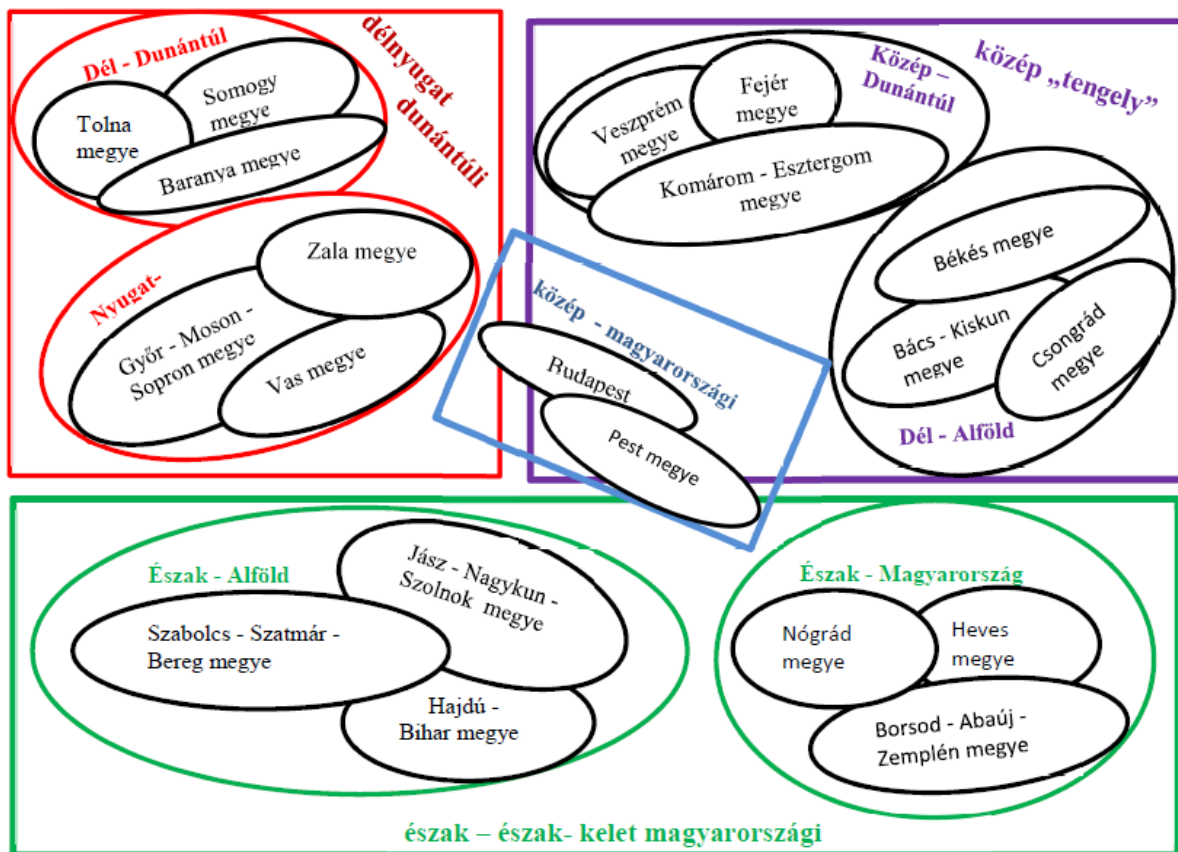 Dél - Dunántúl
Somogy
megye
Tolna
megye
Baranya megye
délnyugat
dunántúli
Zala megye
Nyugat-
Győr - Moson -
Sopron megye
Vas megye
közép „tengely”
Közép –
Dunántúl
Fejér
megye
Veszprém
megye
Komárom - Esztergom
megye
Békés megye
Bács - Kiskun
megye
Csongrád
megye
Dél - Alföld
közép - magyarországi
Budapest
Pest megye
Észak - Alföld
Jász - Nagykun -
Szolnok megye
Szabolcs - Szatmár -
Bereg megye
Hajdú -
Bihar megye
Észak - Magyarország
Nógrád
megye
Heves
megye
Borsod - Abaúj -
Zemplén megye
észak – észak- kelet magyarországi